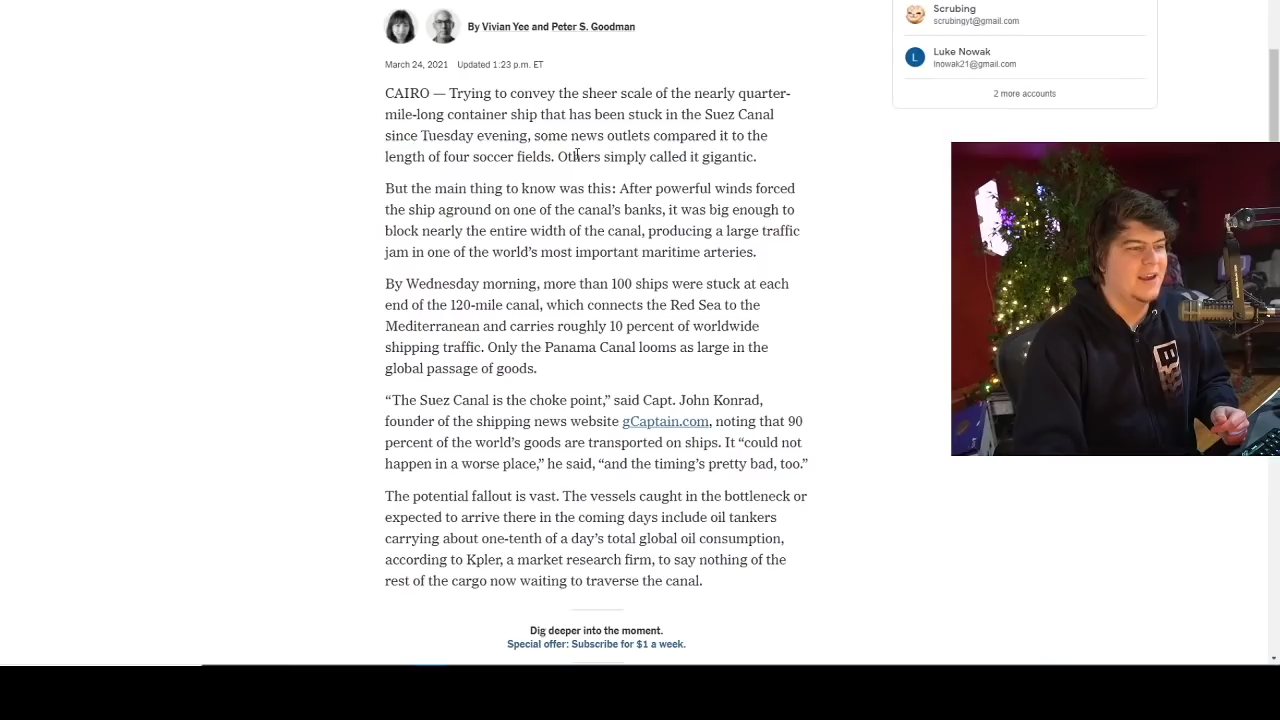 By Vivian Yee and Peter S. Goodman
March 24, 2021 Updated 1:23 p.m. ET
CAIRO — Trying to convey the sheer scale of the nearly quarter-
mile-long container ship that has been stuck in the Suez Canal
since Tuesday evening, some news outlets compared it to the
length of four soccer fields. Others simply called it gigantic.
But the main thing to know was this: After powerful winds forced
the ship aground on one of the canal’s banks, it was big enough to
block nearly the entire width of the canal, producing a large traffic
jam in one of the world’s most important maritime arteries.
By Wednesday morning, more than 100 ships were stuck at each
end of the 120-mile canal, which connects the Red Sea to the
Mediterranean and carries roughly 10 percent of worldwide
shipping traffic. Only the Panama Canal looms as large in the
global passage of goods.
“The Suez Canal is the choke point,” said Capt. John Konrad,
founder of the shipping news website gCaptain.com, noting that 90
percent of the world’s goods are transported on ships. It “could not
happen in a worse place,” he said, “and the timing’s pretty bad, too.”
The potential fallout is vast. The vessels caught in the bottleneck or
expected to arrive there in the coming days include oil tankers
carrying about one-tenth of a day’s total global oil consumption,
according to Kpler, a market research firm, to say nothing of the
rest of the cargo now waiting to traverse the canal.
Dig deeper into the moment.
Special offer: Subscribe for $1 a week.
Scrubing
scrubingyt@gmail.com
L
Luke Nowak
lnowak21@gmail.com
2 more accounts